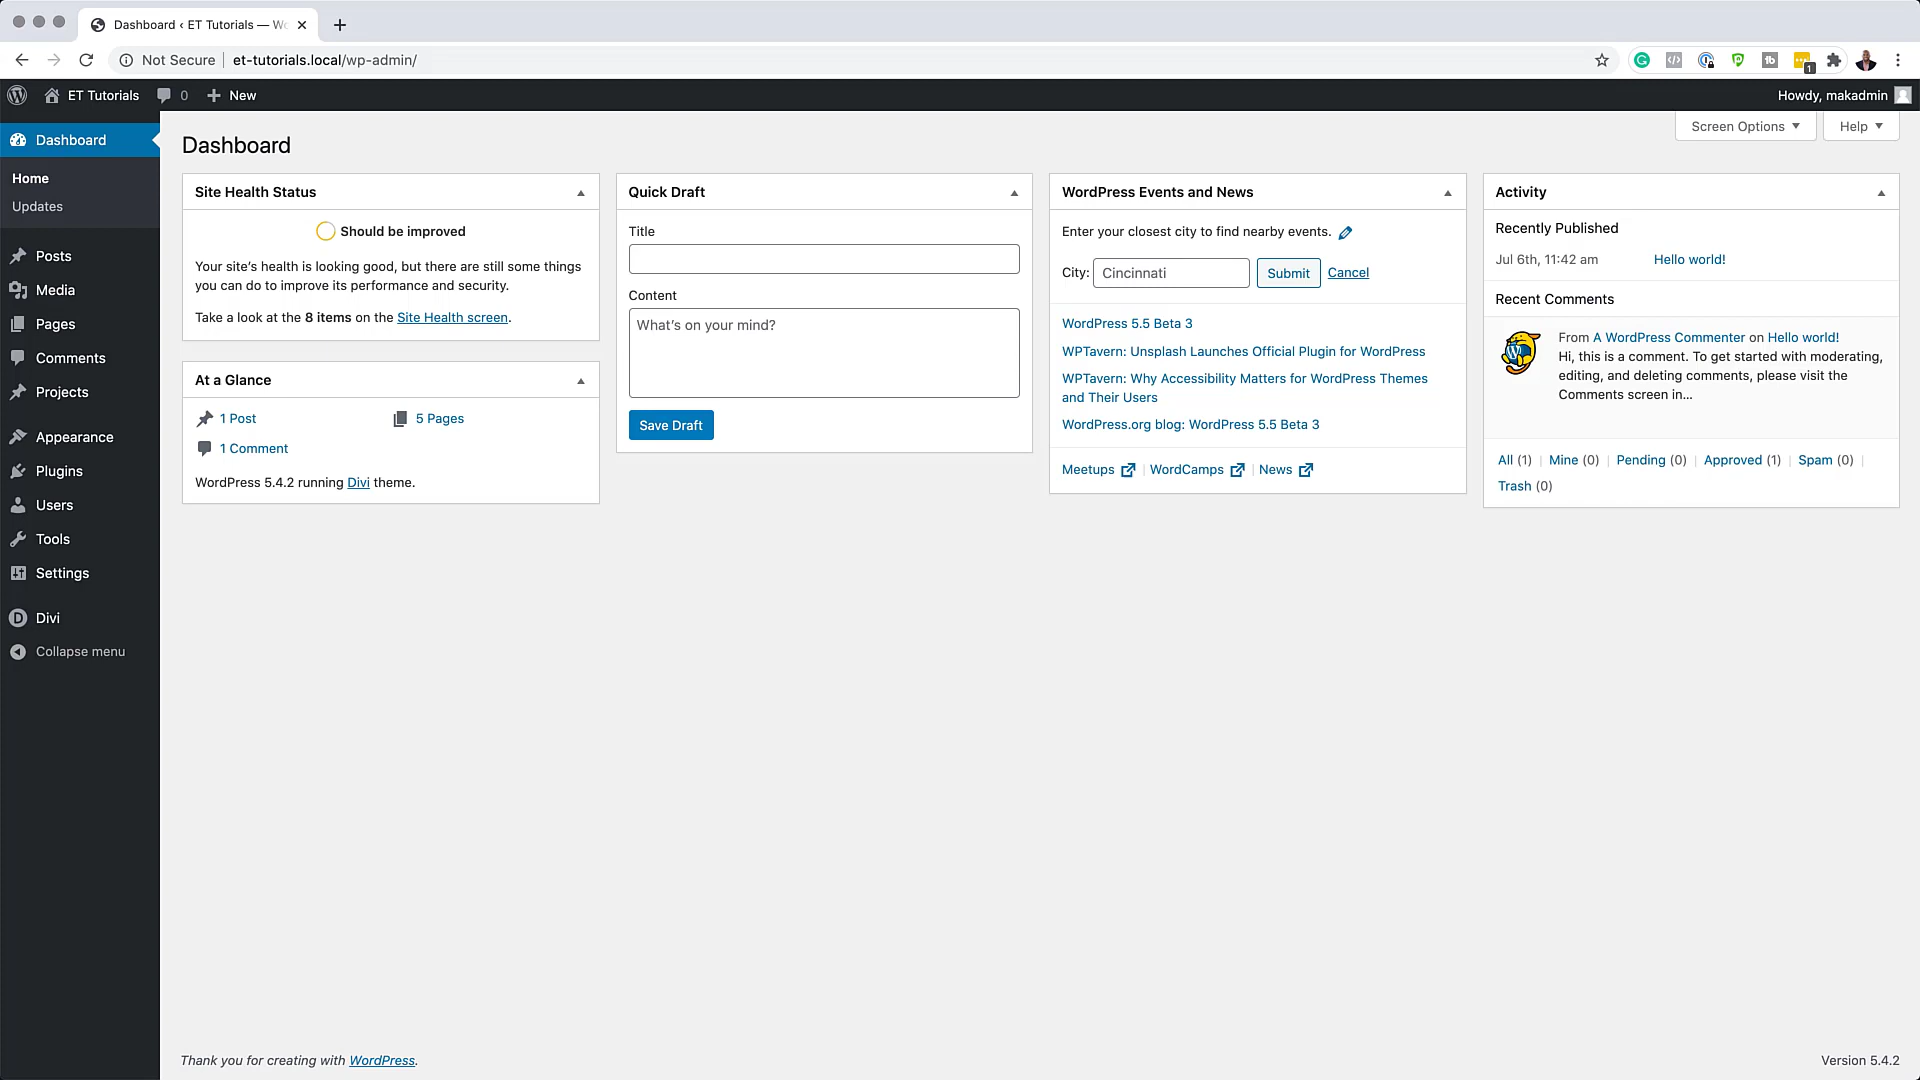 Dashboard ‹ ET Tutorials — Wo
Not Secure
et-tutorials.local/wp-admin/
1
ET Tutorials
0
New
Howdy, makadmin
Dashboard
Home
Updates
Posts
Media
Pages
Comments
Projects
Appearance
Plugins
Users
Tools
Settings
Divi
Collapse menu
Screen Options
Help
Dashboard
Site Health Status
Should be improved
Your site's health is looking good, but there are still some things
you can do to improve its performance and security.
Take a look at the 8 items on the Site Health screen.
At a Glance
1 Post
5 Pages
1 Comment
WordPress 5.4.2 running Divi theme.
Quick Draft
Title
Content
What's on your mind?
Save Draft
WordPress Events and News
Enter your closest city to find nearby events.
City: Cincinnati Submit Cancel
WordPress 5.5 Beta 3
WPTavern: Unsplash Launches Official Plugin for WordPress
WPTavern: Why Accessibility Matters for WordPress Themes
and Their Users
WordPress.org blog: WordPress 5.5 Beta 3
Meetups | WordCamps | News
Activity
Recently Published
Jul 6th, 11:42 am Hello world!
Recent Comments
From A WordPress Commenter on Hello world!
Hi, this is a comment. To get started with moderating,
editing, and deleting comments, please visit the
Comments screen in…
All (1) | Mine (0) | Pending (0) | Approved (1) | Spam (0) |
Trash (0)
Thank you for creating with WordPress.
Version 5.4.2